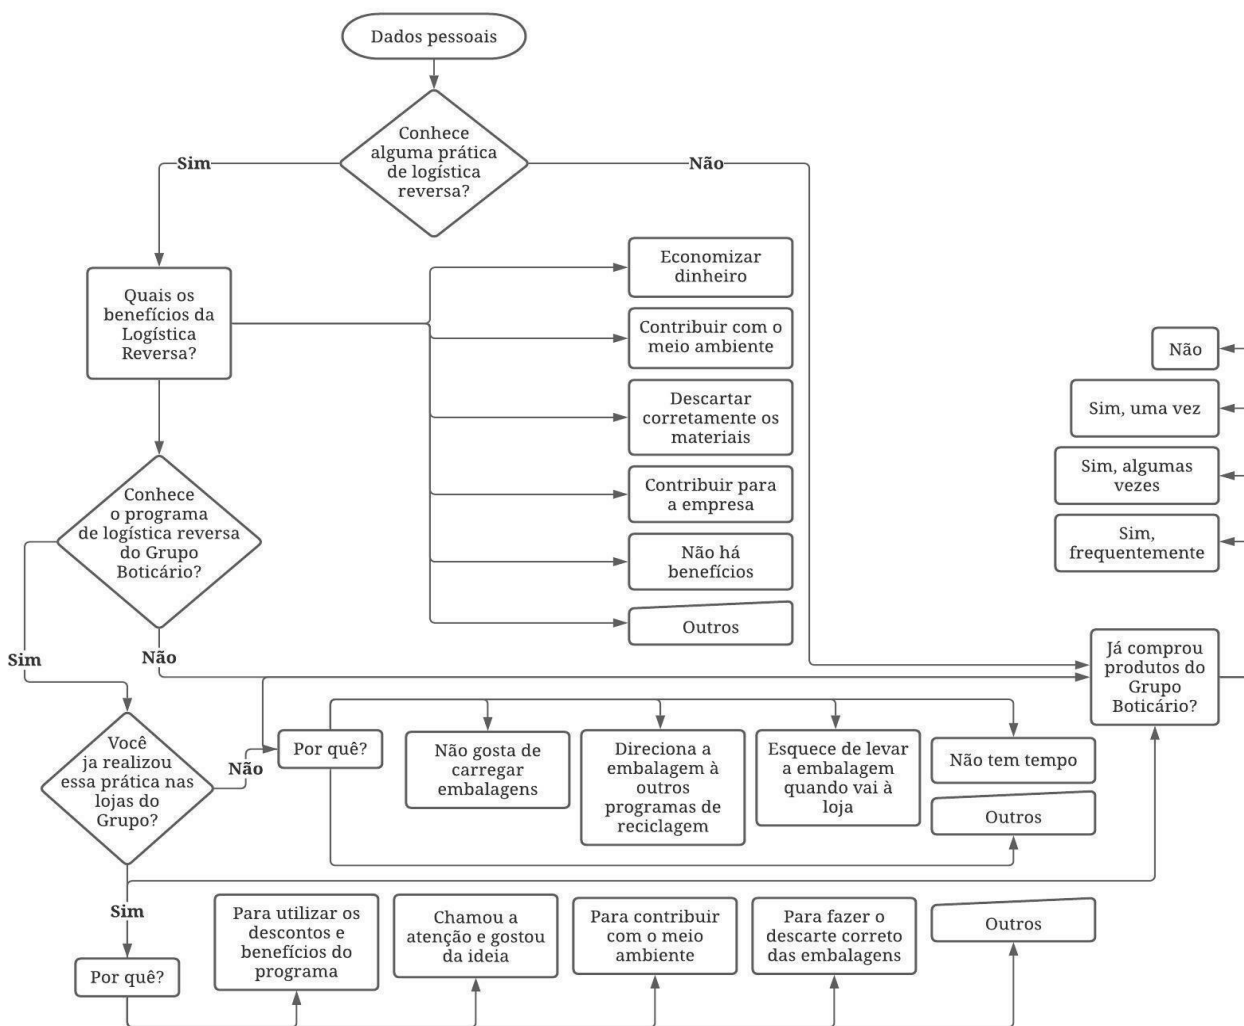 Dados pessoais
Conhece
alguma prática
de logística
reversa?
Sim
Não
Quais os
benefícios da
Logística
Reversa?
Economizar
dinheiro
Contribuir com o
meio ambiente
Descartar
corretamente os
materiais
Contribuir para
a empresa
Não há
benefícios
Outros
Não
Sim, uma vez
Sim, algumas
vezes
Sim,
frequentemente
Conhece
o programa
de logística reversa
do Grupo
Boticário?
Sim
Não
Já comprou
produtos do
Grupo
Boticário?
Você
ja realizou
essa prática nas
lojas do
Grupo?
Não
Por quê?
Não gosta de
carregar
embalagens
Direciona a
embalagem à
outros
programas de
reciclagem
Esquece de levar
a embalagem
quando vai à
loja
Não tem tempo
Outros
Sim
Por quê?
Para utilizar os
descontos e
benefícios do
programa
Chamou a
atenção e gostou
da ideia
Para contribuir
com o meio
ambiente
Para fazer o
descarte correto
das embalagens
Outros